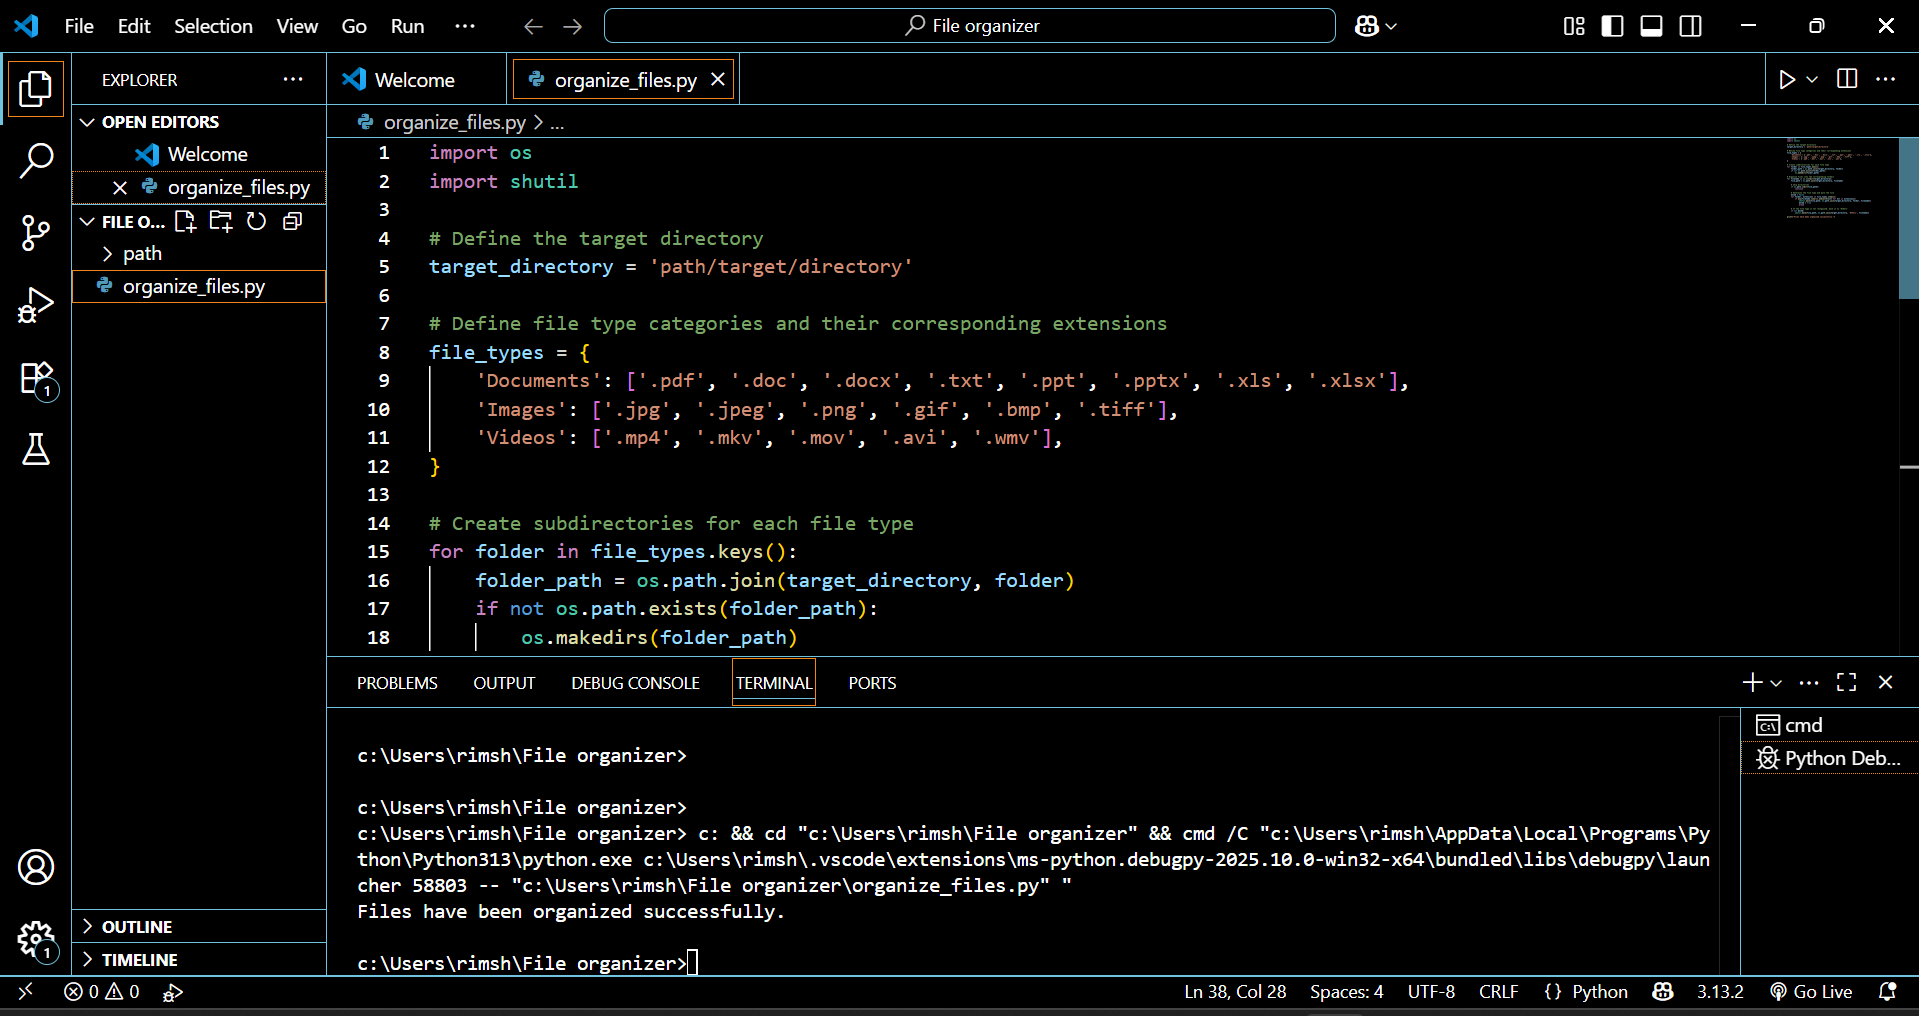 File Edit Selection View Go Run ··· File organizer
EXPLORER ···
Welcome organize_files.py
OPEN EDITORS
Welcome
organize_files.py
FILE O...
path
organize_files.py
OUTLINE
TIMELINE
1
1
organize_files.py > ...
1 import os
2 import shutil
3
4 # Define the target directory
5 target_directory = 'path/target/directory'
6
7 # Define file type categories and their corresponding extensions
8 file_types = {
9 'Documents': ['.pdf', '.doc', '.docx', '.txt', '.ppt', '.pptx', '.xls', '.xlsx'],
10 'Images': ['.jpg', '.jpeg', '.png', '.gif', '.bmp', '.tiff'],
11 'Videos': ['.mp4', '.mkv', '.mov', '.avi', '.wmv'],
12 }
13
14 # Create subdirectories for each file type
15 for folder in file_types.keys():
16 folder_path = os.path.join(target_directory, folder)
17 if not os.path.exists(folder_path):
18 os.makedirs(folder_path)
PROBLEMS OUTPUT DEBUG CONSOLE TERMINAL PORTS
c:\Users\rimsh\File organizer>
c:\Users\rimsh\File organizer>
c:\Users\rimsh\File organizer> c: && cd "c:\Users\rimsh\File organizer" && cmd /C "c:\Users\rimsh\AppData\Local\Programs\Py
thon\Python313\python.exe c:\Users\rimsh\.vscode\extensions\ms-python.debugpy-2025.10.0-win32-x64\bundled\libs\debugpy\laun
cher 58803 -- "c:\Users\rimsh\File organizer\organize_files.py" "
Files have been organized successfully.
c:\Users\rimsh\File organizer>
cmd
Python Deb...
0 0 Ln 38, Col 28 Spaces: 4 UTF-8 CRLF {} Python 3.13.2 Go Live